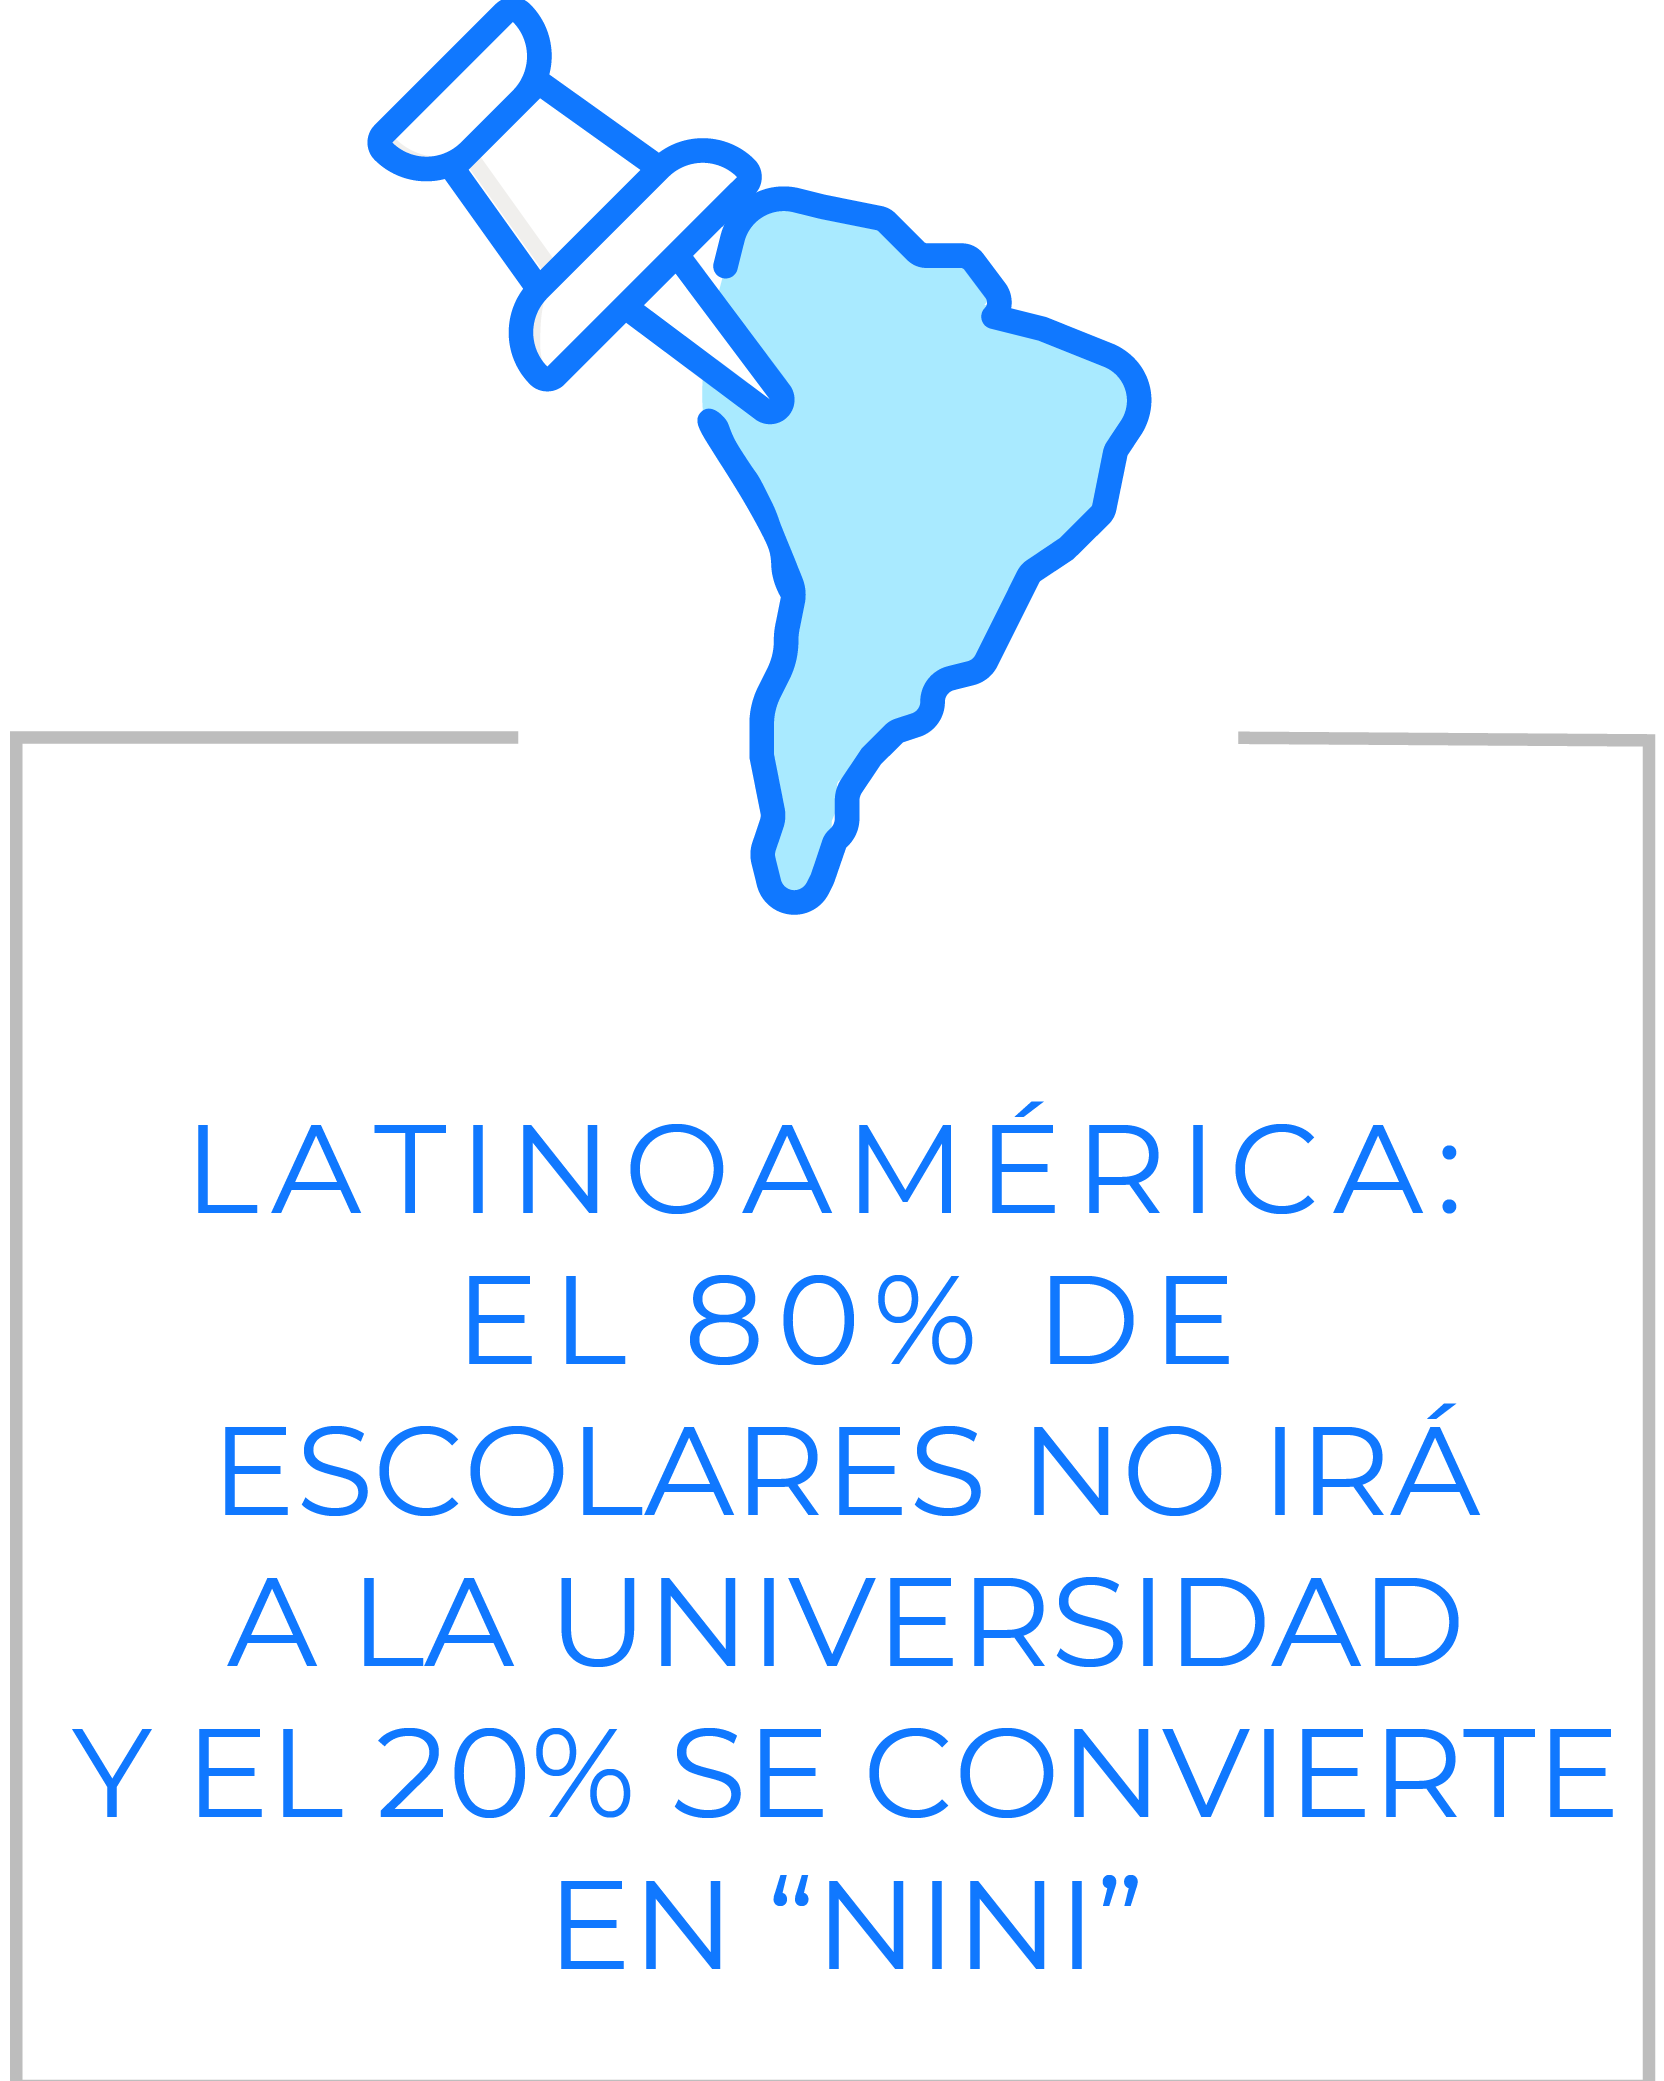 LATINOAMÉRICA:
EL 80% DE
ESCOLARES NO IRÁ
A LA UNIVERSIDAD
Y EL 20% SE CONVIERTE
EN “NINI”